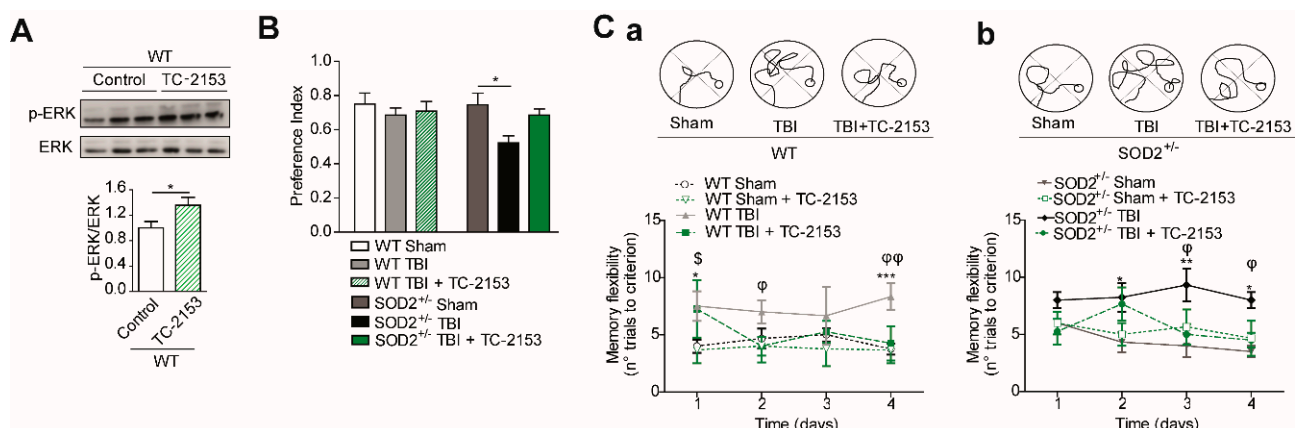 A
WT
Control TC-2153
p-ERK
ERK
p-ERK/ERK
1.6
1.2
0.8
0.4
0.0
*
Control
TC-2153
WT
B
Preference Index
1.0
0.8
0.6
0.4
0.2
0.0
*
WT Sham
WT TBI
WT TBI + TC-2153
SOD2+/- Sham
SOD2+/- TBI
SOD2+/- TBI + TC-2153
C a
Sham TBI TBI+TC-2153
WT
WT Sham
WT Sham + TC-2153
WT TBI
WT TBI + TC-2153
Memory flexibility
(n° trials to criterion)
15
10
5
0
$
*
φ
φφ
***
1 2 3 4
Time (days)
b
Sham TBI TBI+TC-2153
SOD2+/-
SOD2+/- Sham
SOD2+/- Sham + TC-2153
SOD2+/- TBI
SOD2+/- TBI + TC-2153
Memory flexibility
(n° trials to criterion)
15
10
5
0
*
φ
**
φ
*
1 2 3 4
Time (days)